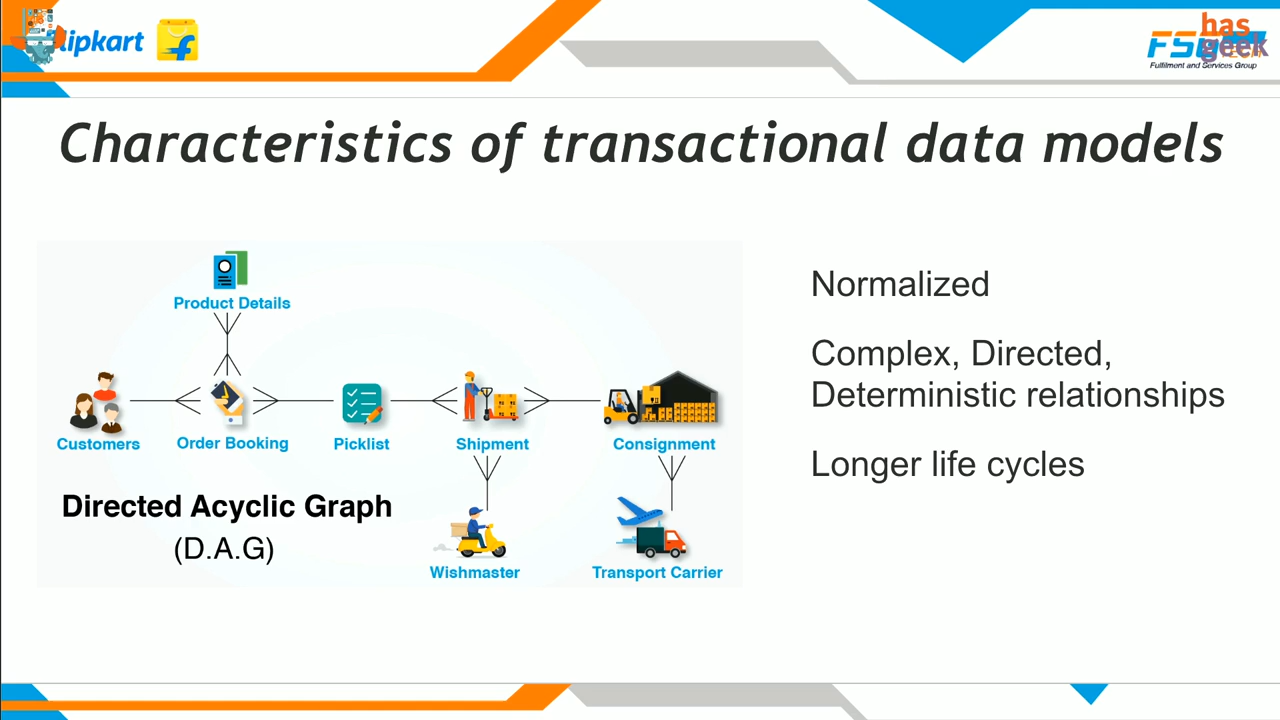 lipkart
has
geek
Fulfilment and Services Group
Characteristics of transactional data models
Product Details
Customers
Order Booking
Picklist
Shipment
Consignment
Directed Acyclic Graph
(D.A.G)
Wishmaster
Transport Carrier
Normalized
Complex, Directed,
Deterministic relationships
Longer life cycles